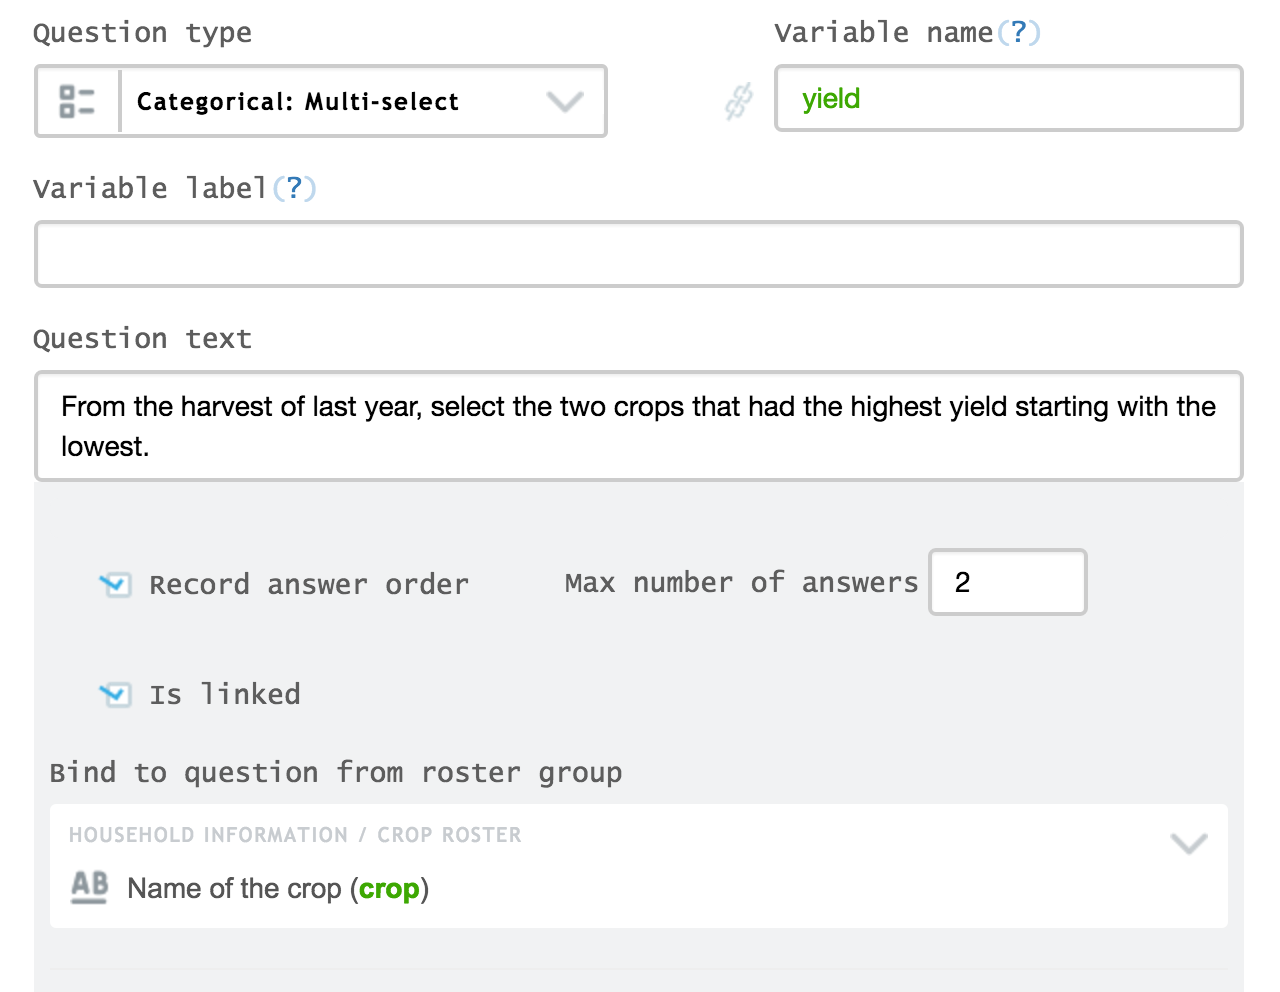 Question type
Variable name(?)
Categorical: Multi-select
yield
Variable label(?)
Question text
From the harvest of last year, select the two crops that had the highest yield starting with the
lowest.
Record answer order
Max number of answers 2
Is linked
Bind to question from roster group
HOUSEHOLD INFORMATION / CROP ROSTER
AB Name of the crop (crop)